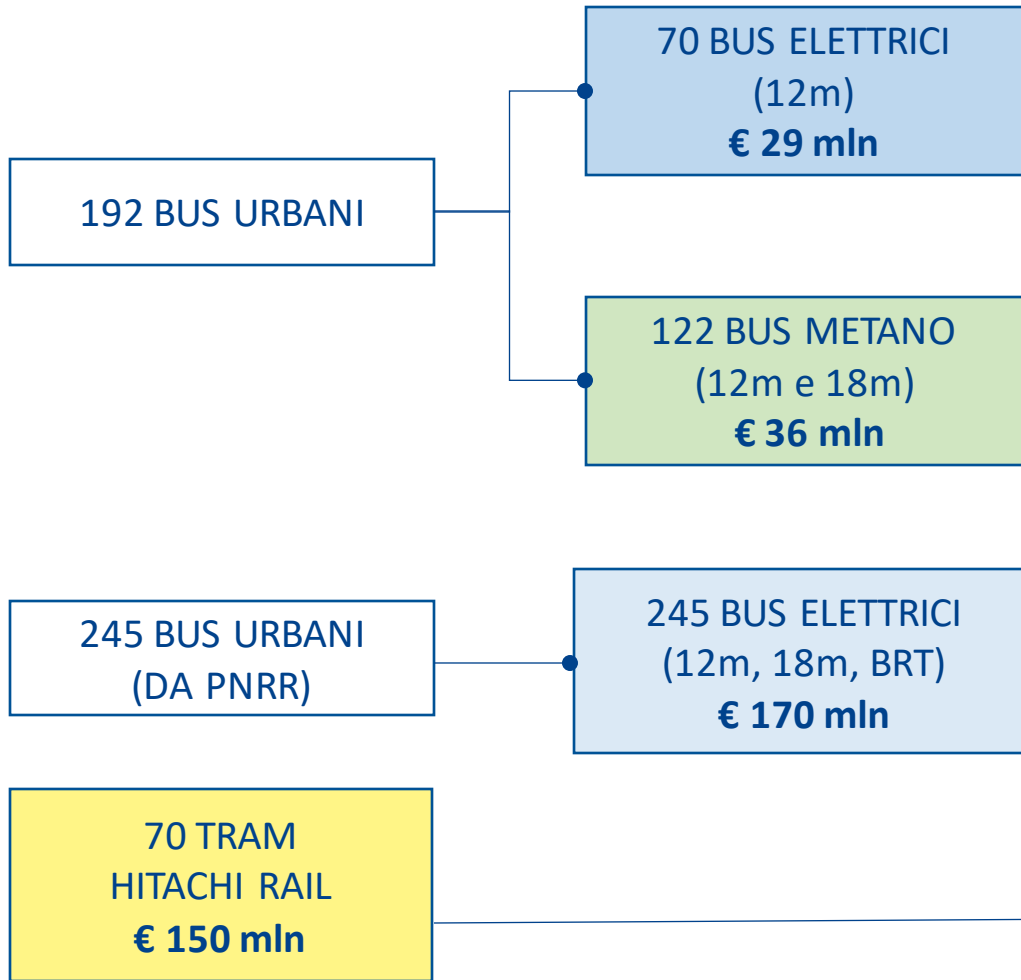 192 BUS URBANI
70 BUS ELETTRICI
(12m)
€ 29 mln
122 BUS METANO
(12m e 18m)
€ 36 mln
245 BUS URBANI
(DA PNRR)
245 BUS ELETTRICI
(12m, 18m, BRT)
€ 170 mln
70 TRAM
HITACHI RAIL
€ 150 mln